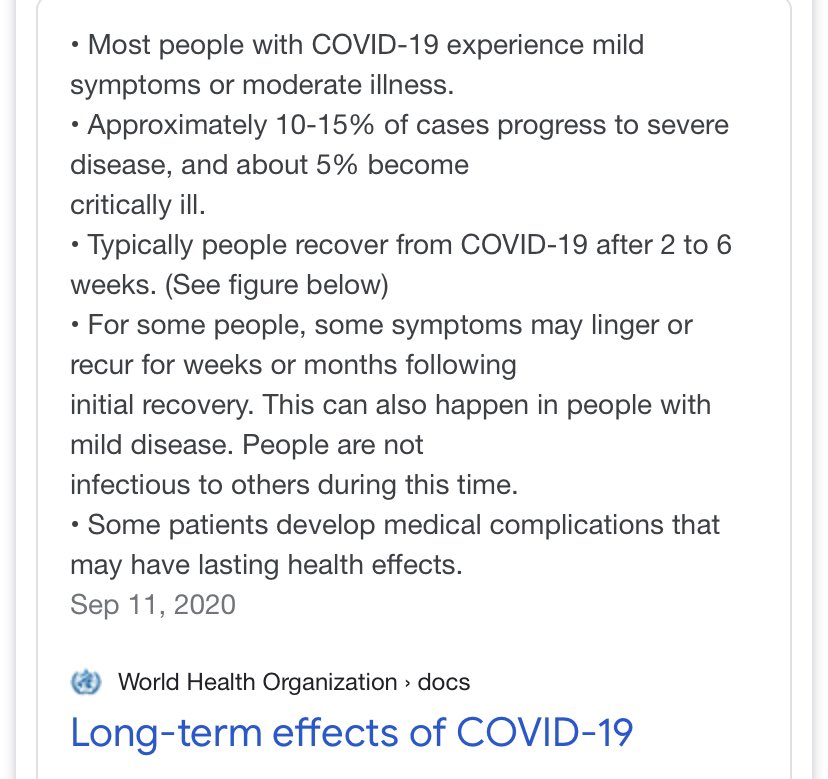 • Most people with COVID-19 experience mild
symptoms or moderate illness.
• Approximately 10-15% of cases progress to severe
disease, and about 5% become
critically ill.
• Typically people recover from COVID-19 after 2 to 6
weeks. (See figure below)
• For some people, some symptoms may linger or
recur for weeks or months following
initial recovery. This can also happen in people with
mild disease. People are not
infectious to others during this time.
• Some patients develop medical complications that
may have lasting health effects.
Sep 11, 2020
World Health Organization › docs
Long-term effects of COVID-19